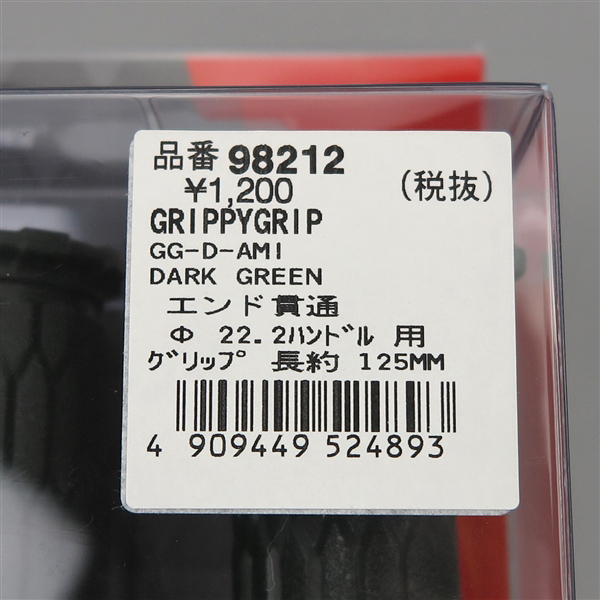 品番 98212
¥1,200 (税抜)
GRIPPYGRIP
GG-D-AMI
DARK GREEN
エンド貫通
Φ 22.2ﾊﾝﾄﾞﾙ 用
ｸﾞﾘｯﾌﾟ 長約 125MM
4 909449 524893